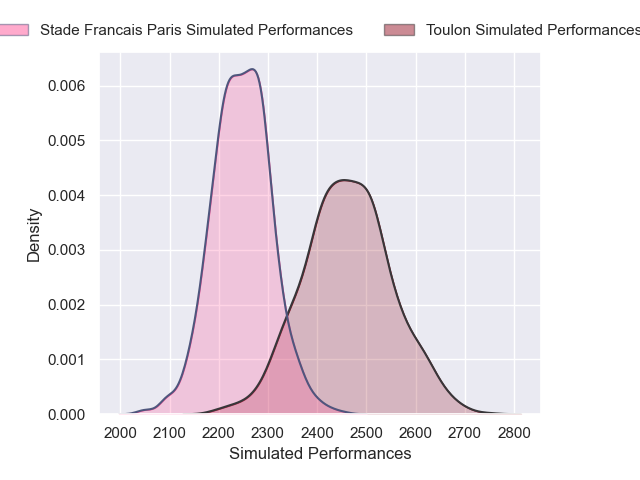 Stade Francais Paris Simulated Performances Toulon Simulated Performances
0.006
0.005
0.004
0.003
0.002
0.001
0.000
Density
2000 2100 2200 2300 2400 2500 2600 2700 2800
Simulated Performances